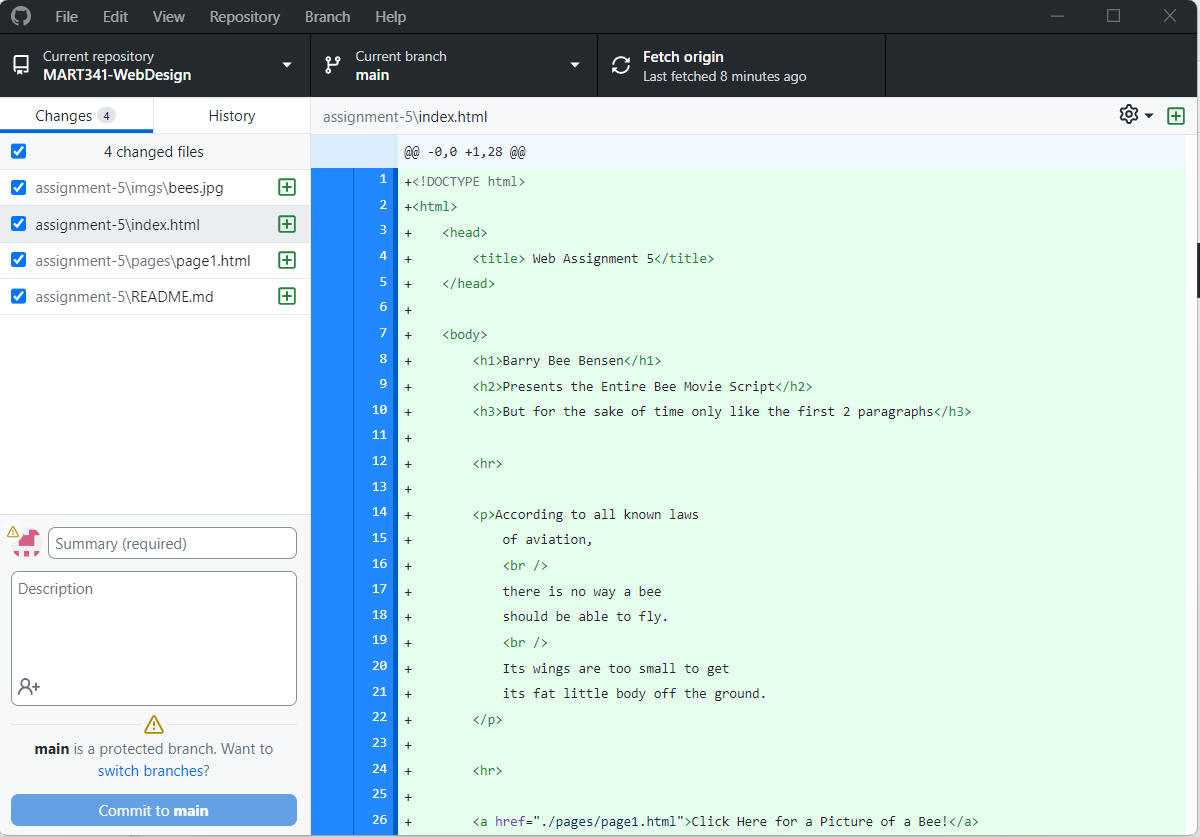 File Edit View Repository Branch Help
Current repository
MART341-WebDesign
Current branch
main
Fetch origin
Last fetched 8 minutes ago
Changes 4
History
assignment-5\index.html
4 changed files
assignment-5\imgs\bees.jpg
assignment-5\index.html
assignment-5\pages\page1.html
assignment-5\README.md
Summary (required)
Description
main is a protected branch. Want to
switch branches?
Commit to main
@@ -0,0 +1,28 @@
1 +<!DOCTYPE html>
2 +<html>
3 +    <head>
4 +        <title> Web Assignment 5</title>
5 +    </head>
6 +
7 +    <body>
8 +        <h1>Barry Bee Bensen</h1>
9 +        <h2>Presents the Entire Bee Movie Script</h2>
10 +        <h3>But for the sake of time only like the first 2 paragraphs</h3>
11 +
12 +        <hr>
13 +
14 +        <p>According to all known laws
15 +            of aviation,
16 +            <br />
17 +            there is no way a bee
18 +            should be able to fly.
19 +            <br />
20 +            Its wings are too small to get
21 +            its fat little body off the ground.
22 +        </p>
23 +
24 +        <hr>
25 +
26 +        <a href="./pages/page1.html">Click Here for a Picture of a Bee!</a>